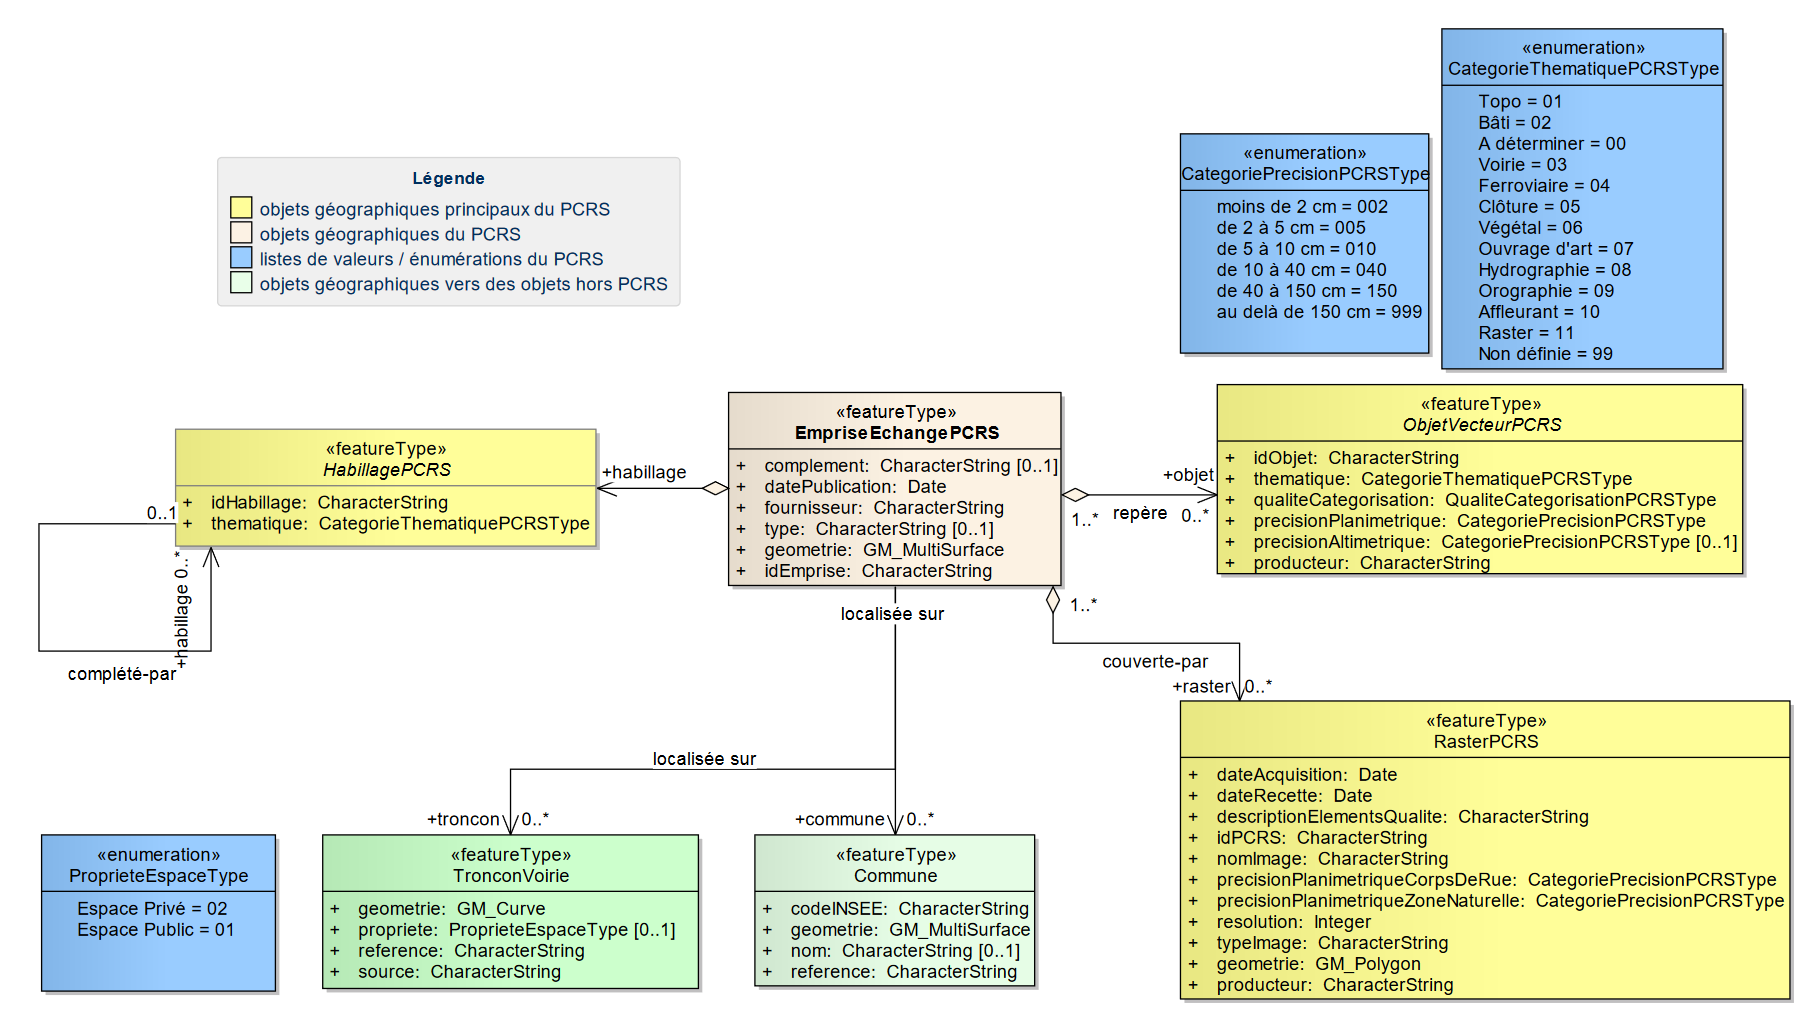 Légende
objets géographiques principaux du PCRS
objets géographiques du PCRS
listes de valeurs / énumérations du PCRS
objets géographiques vers des objets hors PCRS
«enumeration»
CategoriePrecisionPCRSType
moins de 2 cm = 002
de 2 à 5 cm = 005
de 5 à 10 cm = 010
de 10 à 40 cm = 040
de 40 à 150 cm = 150
au delà de 150 cm = 999
«enumeration»
CategorieThematiquePCRSType
Topo = 01
Bâti = 02
A déterminer = 00
Voirie = 03
Ferroviaire = 04
Clôture = 05
Végétal = 06
Ouvrage d'art = 07
Hydrographie = 08
Orographie = 09
Affleurant = 10
Raster = 11
Non définie = 99
«featureType»
HabillagePCRS
+ idHabillage: CharacterString
+ thematique: CategorieThematiquePCRSType
0..1
+habillage 0..*
complété-par
+habillage
«featureType»
EmpriseEchangePCRS
+ complement: CharacterString [0..1]
+ datePublication: Date
+ fournisseur: CharacterString
+ type: CharacterString [0..1]
+ geometrie: GM_MultiSurface
+ idEmprise: CharacterString
+objet
1..*
repère
0..*
«featureType»
ObjetVecteurPCRS
+ idObjet: CharacterString
+ thematique: CategorieThematiquePCRSType
+ qualiteCategorisation: QualiteCategorisationPCRSType
+ precisionPlanimetrique: CategoriePrecisionPCRSType
+ precisionAltimetrique: CategoriePrecisionPCRSType [0..1]
+ producteur: CharacterString
1..*
couverte-par
+raster
0..*
localisée sur
localisée sur
+troncon
0..*
+commune
0..*
«enumeration»
ProprieteEspaceType
Espace Privé = 02
Espace Public = 01
«featureType»
TronconVoirie
+ geometrie: GM_Curve
+ propriete: ProprieteEspaceType [0..1]
+ reference: CharacterString
+ source: CharacterString
«featureType»
Commune
+ codeINSEE: CharacterString
+ geometrie: GM_MultiSurface
+ nom: CharacterString [0..1]
+ reference: CharacterString
«featureType»
RasterPCRS
+ dateAcquisition: Date
+ dateRecette: Date
+ descriptionElementsQualite: CharacterString
+ idPCRS: CharacterString
+ nomImage: CharacterString
+ precisionPlanimetriqueCorpsDeRue: CategoriePrecisionPCRSType
+ precisionPlanimetriqueZoneNaturelle: CategoriePrecisionPCRSType
+ resolution: Integer
+ typeImage: CharacterString
+ geometrie: GM_Polygon
+ producteur: CharacterString